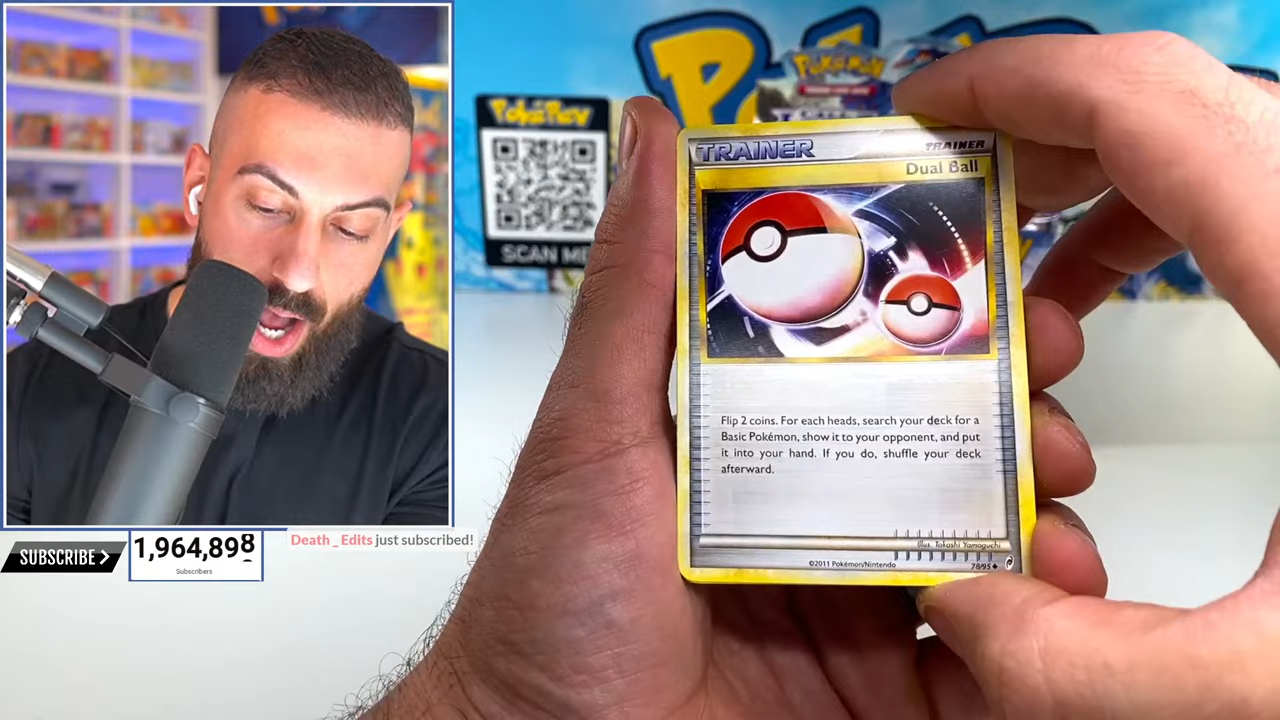 PokéRev
SCAN ME
Pokémon
TRAINER
TRAINER
Dual Ball
Flip 2 coins. For each heads, search your deck for a
Basic Pokémon, show it to your opponent, and put
it into your hand. If you do, shuffle your deck
afterward.
Illus. Takashi Yamaguchi
©2011 Pokémon/Nintendo
78/95
SUBSCRIBE
1,964,898
Subscribers
Death_Edits just subscribed!